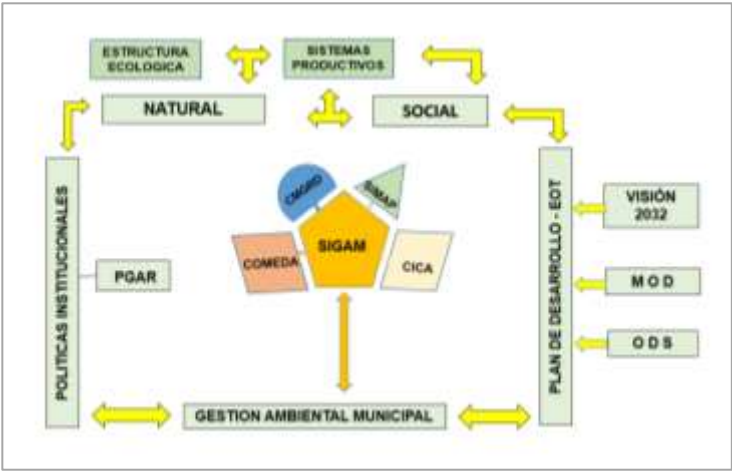 ESTRUCTURA
ECOLOGICA
SISTEMAS
PRODUCTIVOS
NATURAL
SOCIAL
POLITICAS INSTITUCIONALES
PGAR
CMGRD
SIMAP
SIGAM
COMEDA
CICA
PLAN DE DESARROLLO - EOT
VISIÓN
2032
M O D
O D S
GESTION AMBIENTAL MUNICIPAL